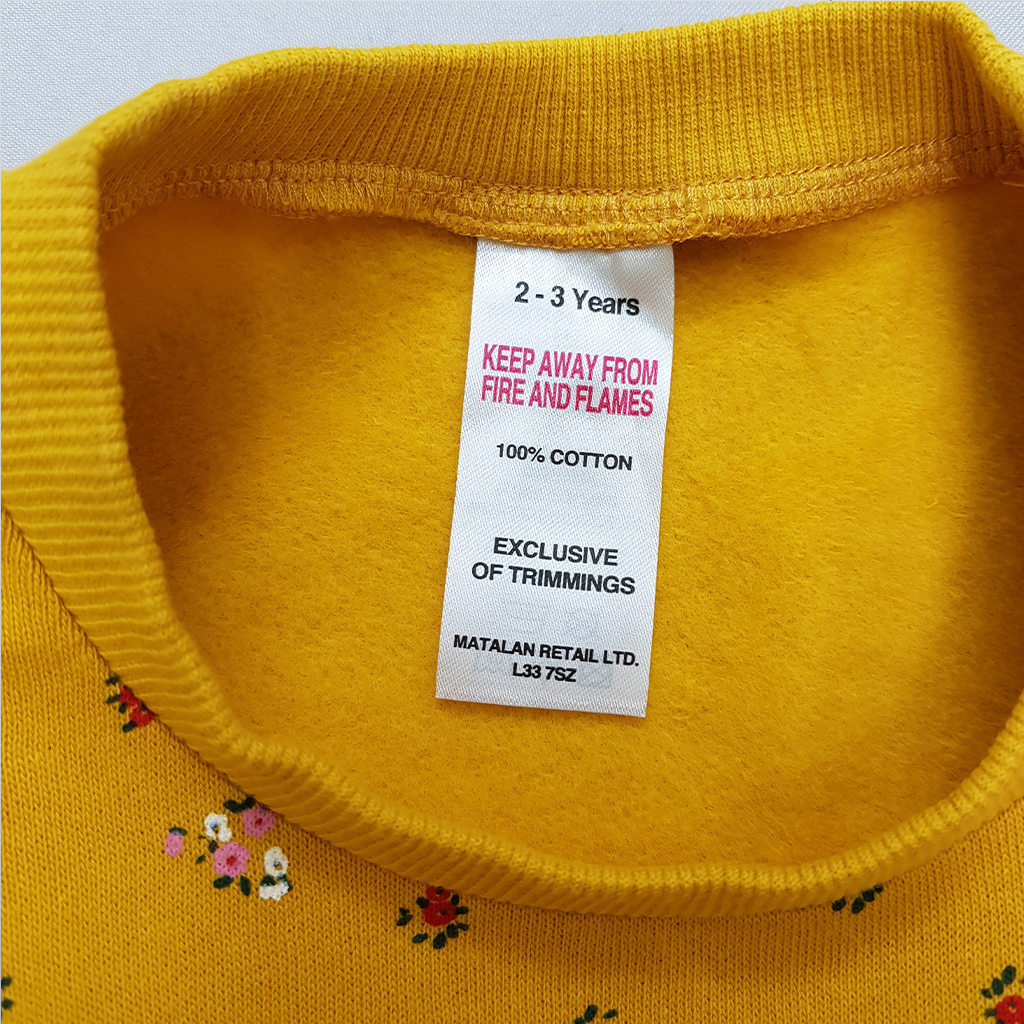 2 - 3 Years
KEEP AWAY FROM
FIRE AND FLAMES
100% COTTON
EXCLUSIVE
OF TRIMMINGS
MATALAN RETAIL LTD.
L33 7SZ